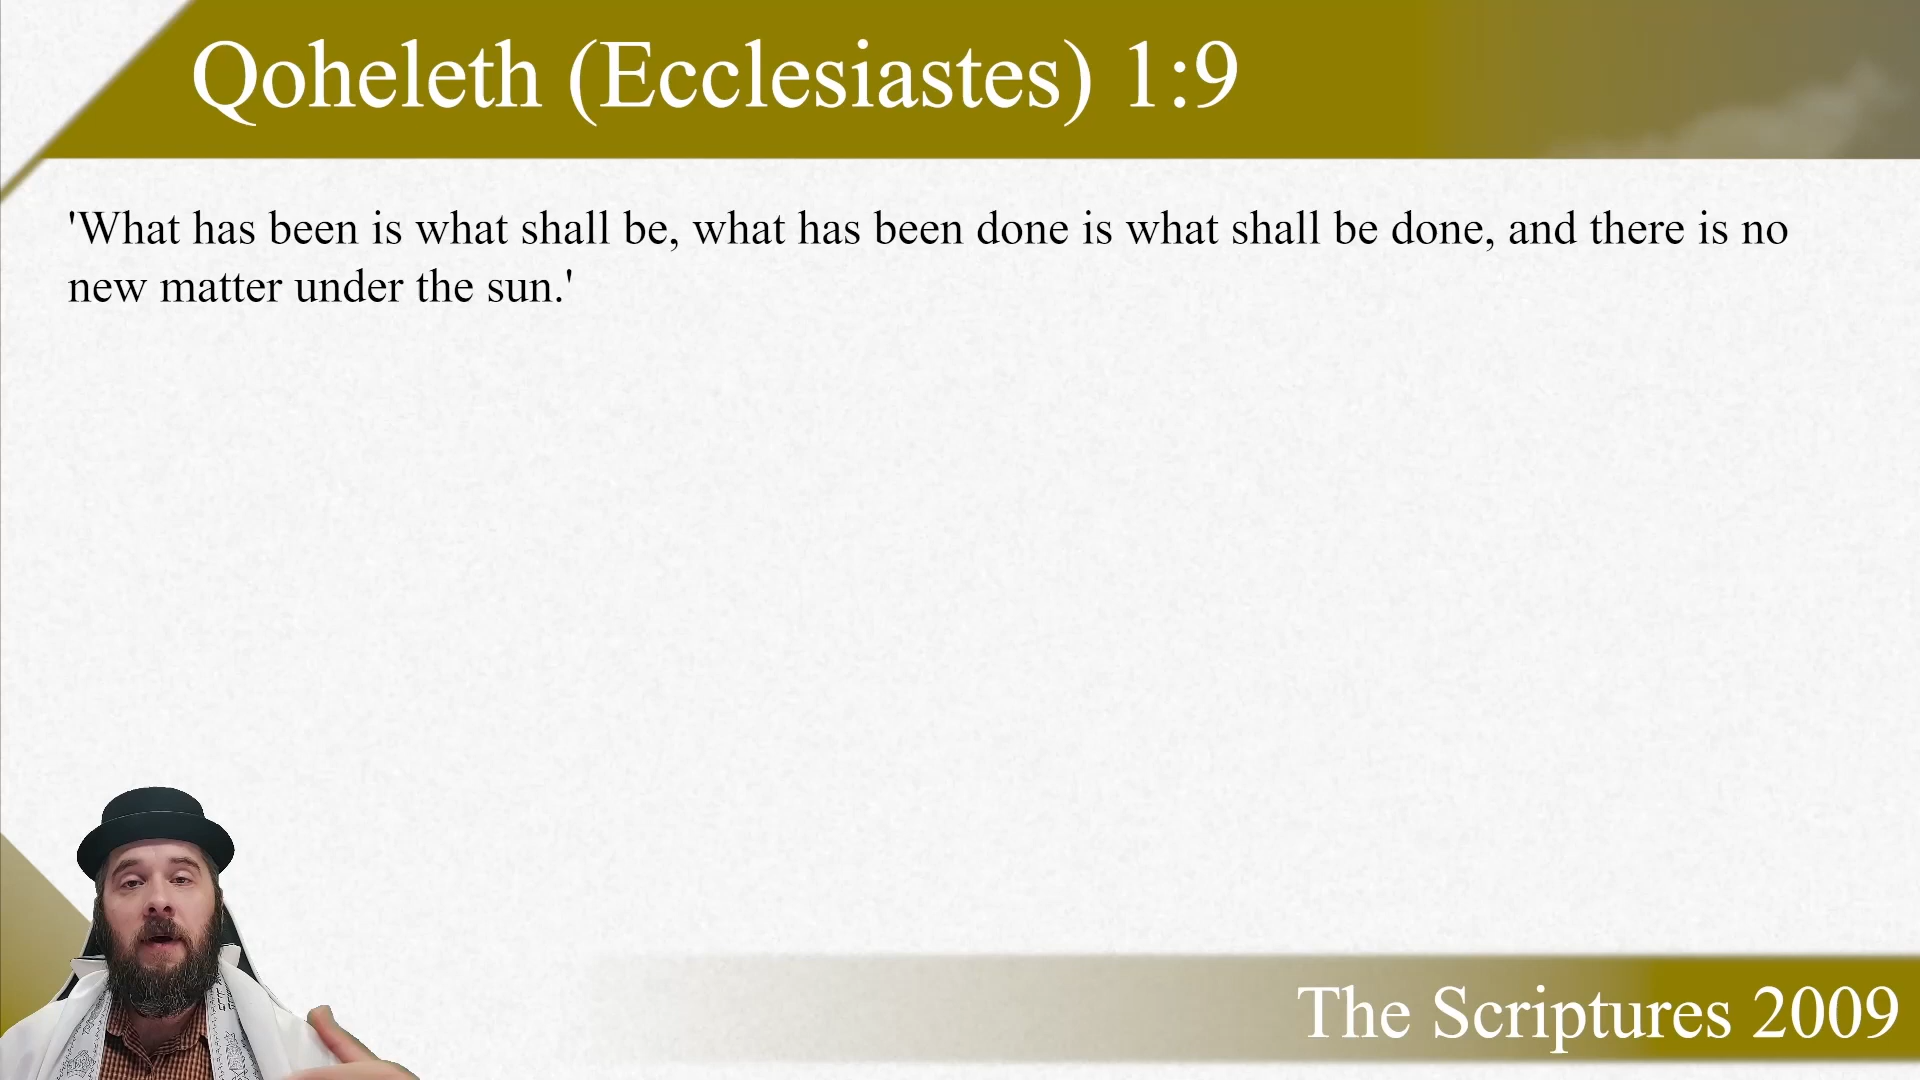 Qoheleth (Ecclesiastes) 1:9
'What has been is what shall be, what has been done is what shall be done, and there is no
new matter under the sun.'
The Scriptures 2009